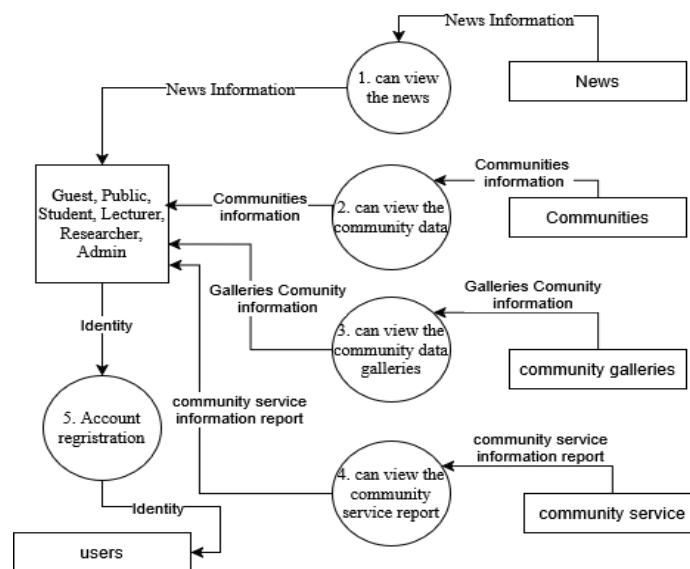 News Information
1. can view
the news
News
News Information
Guest, Public,
Student, Lecturer,
Researcher,
Admin
Communities
information
2. can view the
community data
Communities
information
Communities
Galleries Comunity
information
3. can view the
community data
galleries
Galleries Comunity
information
community galleries
Identity
5. Account
regristration
community service
information report
4. can view the
community
service report
community service
information report
community service
Identity
users